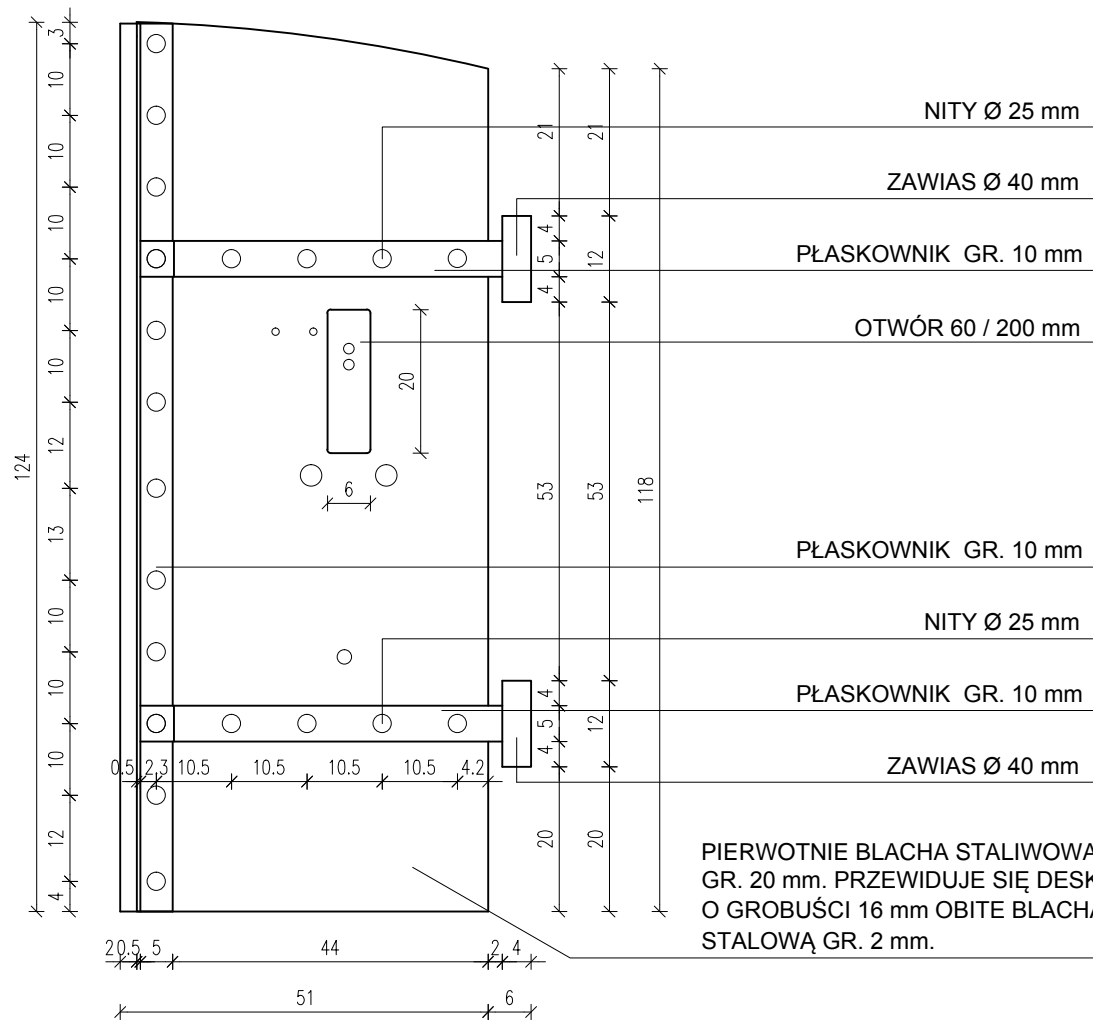 NITY Ø 25 mm
ZAWIAS Ø 40 mm
PŁASKOWNIK GR. 10 mm
OTWÓR 60 / 200 mm
PŁASKOWNIK GR. 10 mm
NITY Ø 25 mm
PŁASKOWNIK GR. 10 mm
ZAWIAS Ø 40 mm
PIERWOTNIE BLACHA STALIWOWA
GR. 20 mm. PRZEWIDUJE SIĘ DESK
O GROBUŚCI 16 mm OBITE BLACHA
STALOWĄ GR. 2 mm.
124
3
10
10
10
10
10
12
13
10
10
10
12
4
21
4
5
4
53
4
5
4
20
21
12
53
12
20
118
20
6
0.5 2.3 10.5 10.5 10.5 10.5 4.2
2 0.5 5 44 2 4
51 6